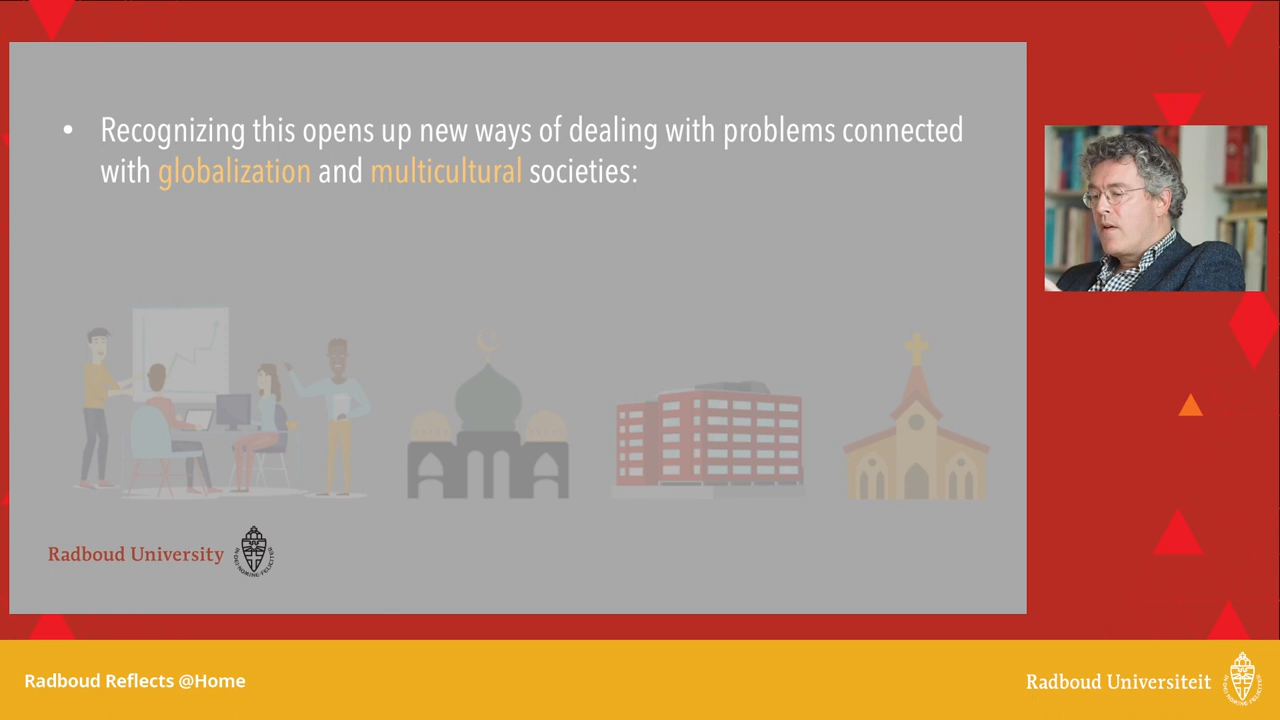 • Recognizing this opens up new ways of dealing with problems connected
with globalization and multicultural societies:
Radboud University
Radboud Reflects @Home
Radboud Universiteit